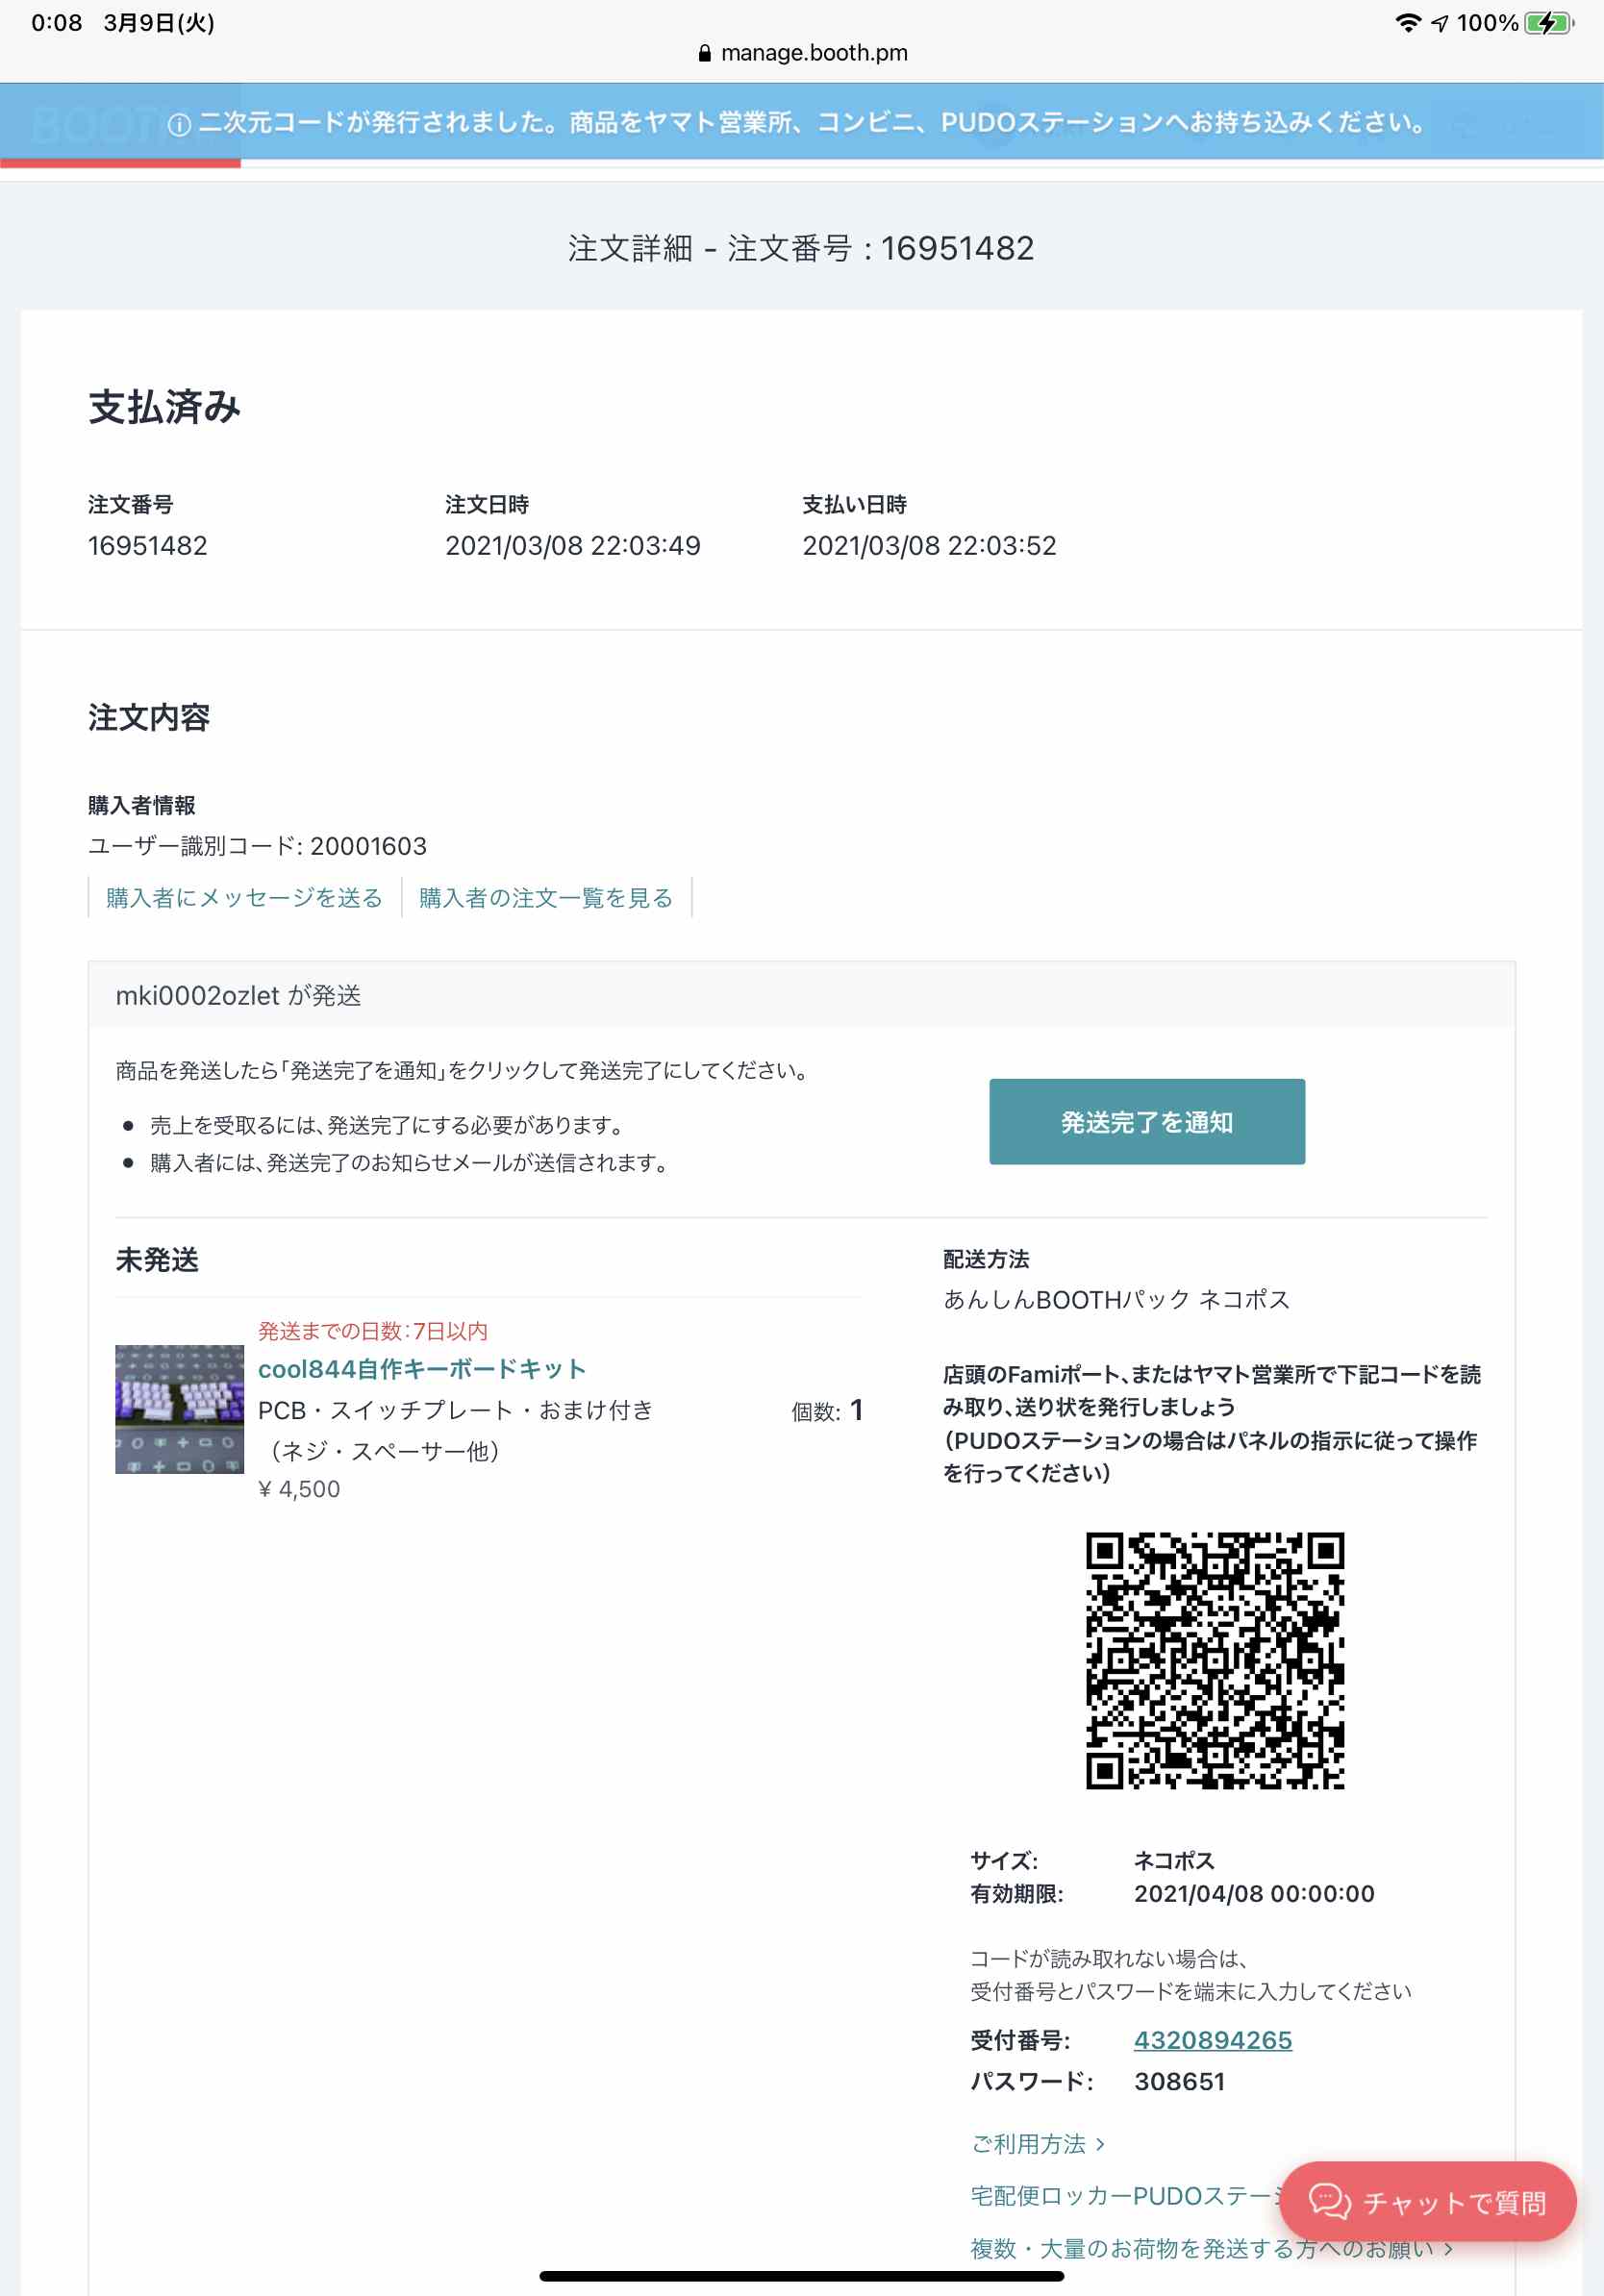 0:08 3月9日(火)
100%
manage.booth.pm
二次元コードが発行されました。商品をヤマト営業所、コンビニ、PUDOステーションへお持ち込みください。
注文詳細 - 注文番号 : 16951482
支払済み
注文番号 注文日時 支払い日時
16951482 2021/03/08 22:03:49 2021/03/08 22:03:52
注文内容
購入者情報
ユーザー識別コード: 20001603
購入者にメッセージを送る 購入者の注文一覧を見る
mki0002ozlet が発送
商品を発送したら「発送完了を通知」をクリックして発送完了にしてください。
• 売上を受取るには、発送完了にする必要があります。
• 購入者には、発送完了のお知らせメールが送信されます。
発送完了を通知
未発送
発送までの日数：7日以内
cool844自作キーボードキット
PCB・スイッチプレート・おまけ付き
（ネジ・スペーサー他）
個数: 1
¥ 4,500
配送方法
あんしんBOOTHパック ネコポス
店頭のFamiポート、またはヤマト営業所で下記コードを読
み取り、送り状を発行しましょう
（PUDOステーションの場合はパネルの指示に従って操作
を行ってください）
サイズ: ネコポス
有効期限: 2021/04/08 00:00:00
コードが読み取れない場合は、
受付番号とパスワードを端末に入力してください
受付番号: 4320894265
パスワード: 308651
ご利用方法 >
宅配便ロッカーPUDOステー
チャットで質問
複数・大量のお荷物を発送する方へのお願い >